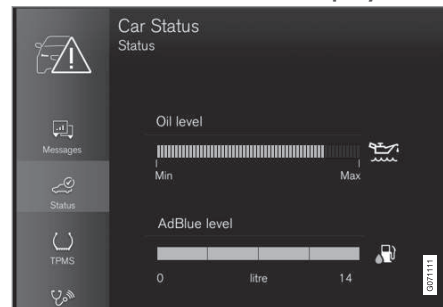 Car Status
Status
Messages
Status
TPMS
Oil level
Min Max
AdBlue level
0 litre 14
G071111